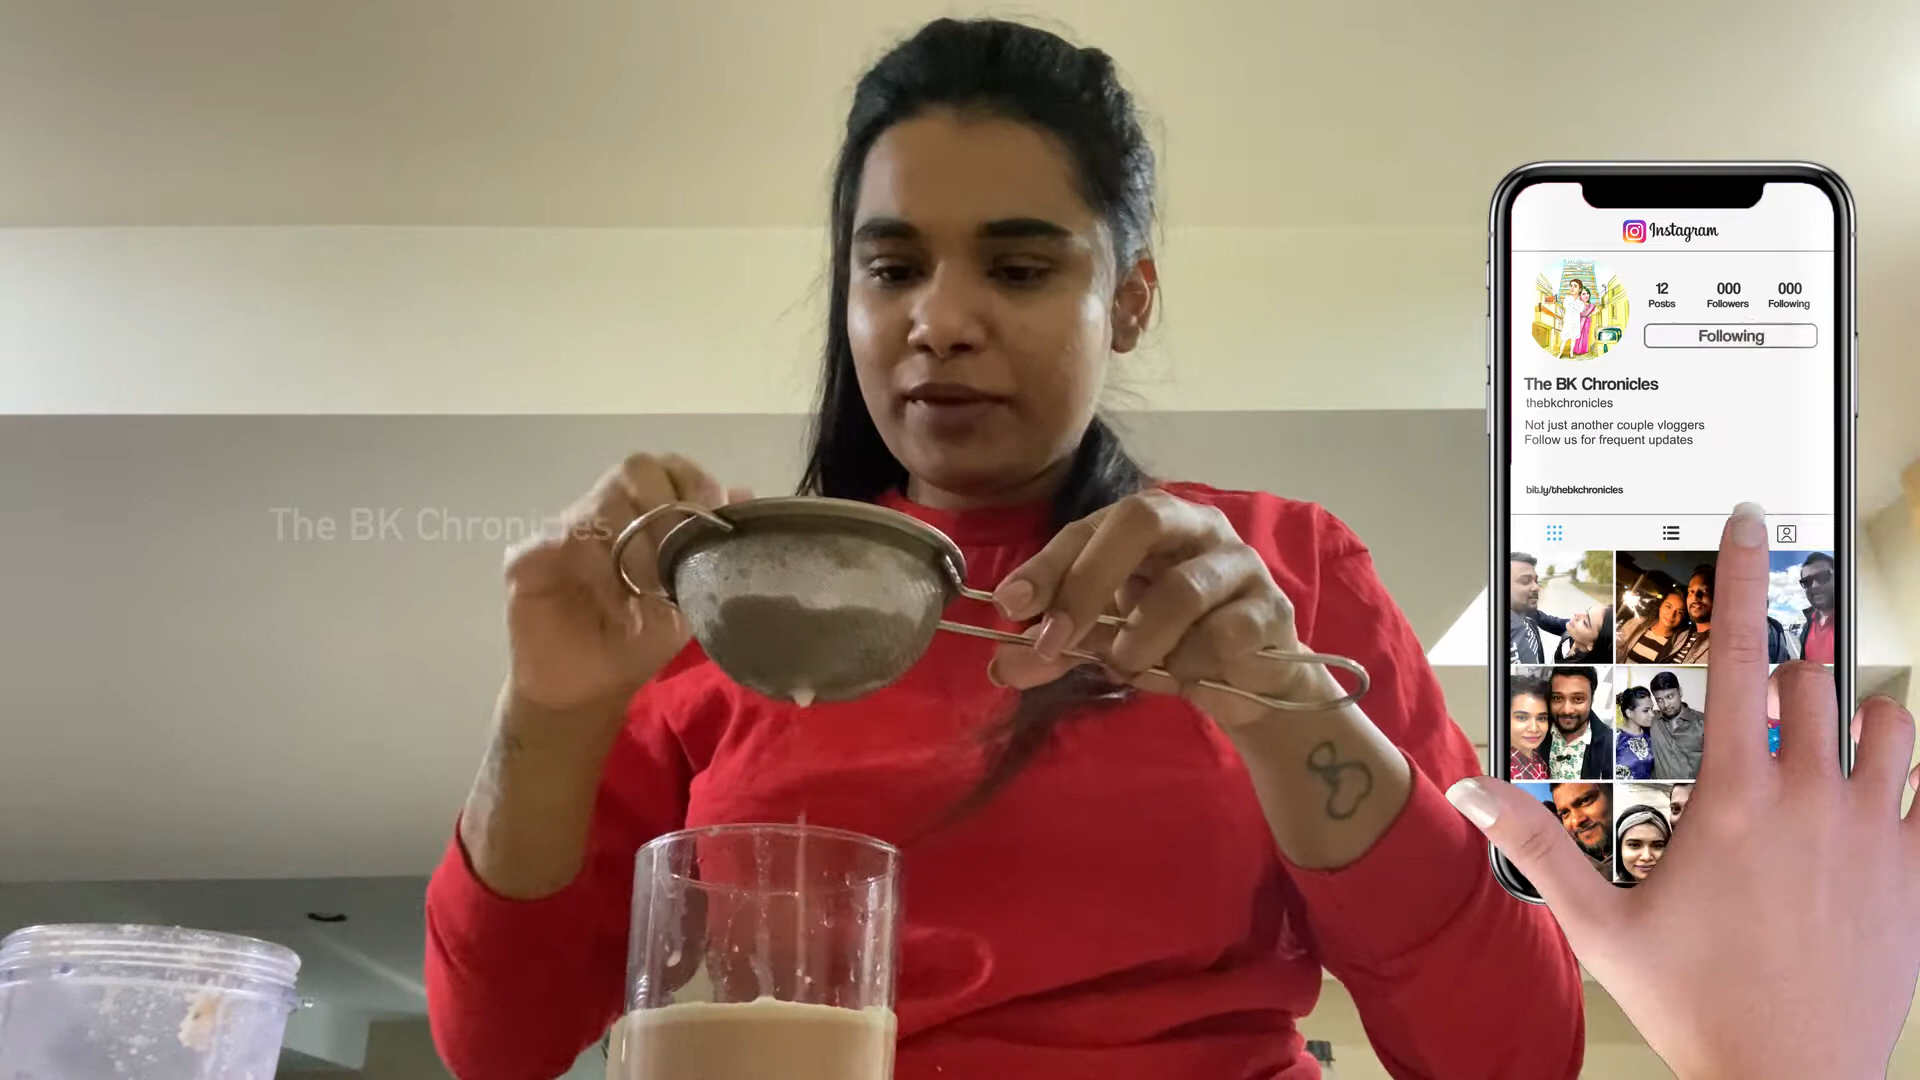 The BK Chronicles
Instagram
12 000 000
Posts Followers Following
Following
The BK Chronicles
thebkchronicles
Not just another couple vloggers
Follow us for frequent updates
bit.ly/thebkchronicles